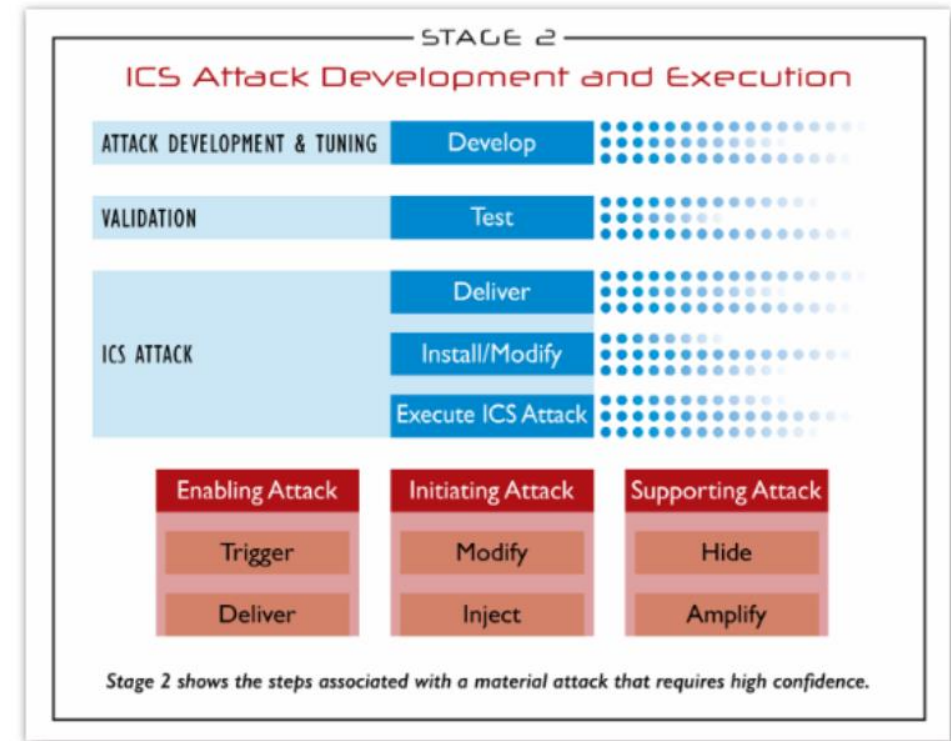 STAGE 2
ICS Attack Development and Execution
ATTACK DEVELOPMENT & TUNING
Develop
VALIDATION
Test
ICS ATTACK
Deliver
Install/Modify
Execute ICS Attack
Enabling Attack
Trigger
Deliver
Initiating Attack
Modify
Inject
Supporting Attack
Hide
Amplify
Stage 2 shows the steps associated with a material attack that requires high confidence.